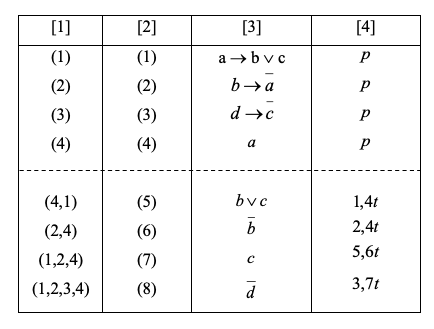 [1] [2] [3] [4]
(1) (1) a → b ∨ c p
(2) (2) b → a̅ p
(3) (3) d → c̅ p
(4) (4) a p
(4,1) (5) b ∨ c 1,4t
(2,4) (6) b̅ 2,4t
(1,2,4) (7) c 5,6t
(1,2,3,4) (8) d̅ 3,7t